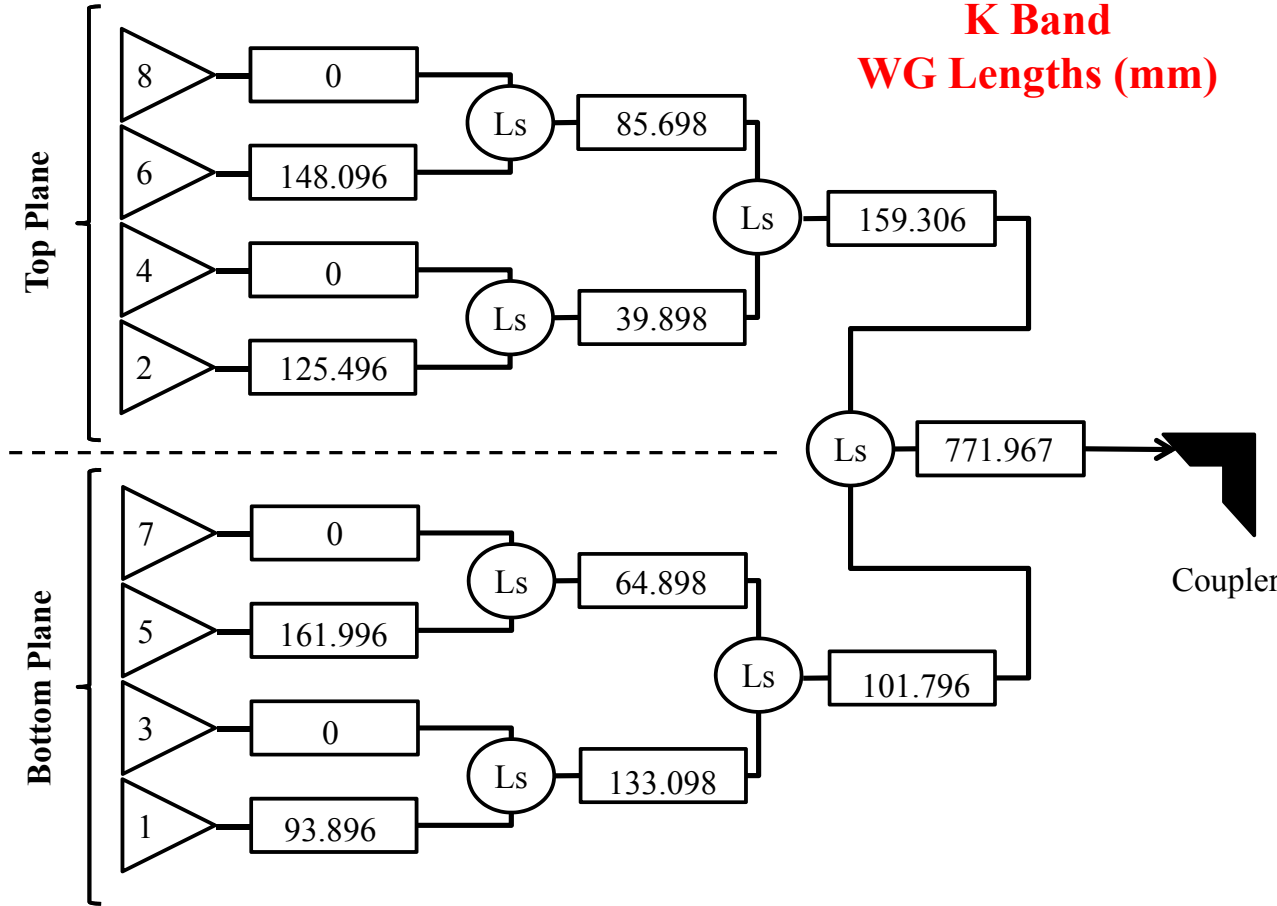 K Band
WG Lengths (mm)
Top Plane
8
0
Ls
85.698
6
148.096
Ls
159.306
4
0
Ls
39.898
2
125.496
Ls
771.967
Coupler
Bottom Plane
7
0
Ls
64.898
5
161.996
Ls
101.796
3
0
Ls
133.098
1
93.896